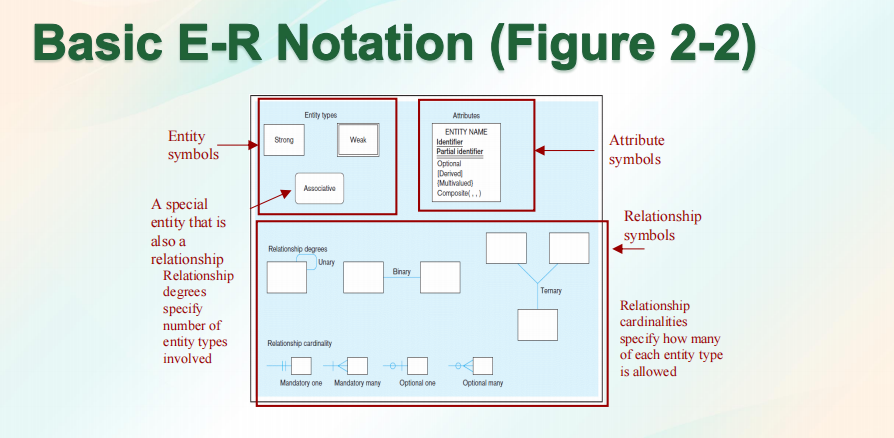 Basic E-R Notation (Figure 2-2)
Entity
symbols
A special
entity that is
also a
relationship
Relationship
degrees
specify
number of
entity types
involved
Entity types
Strong
Weak
Associative
Attributes
ENTITY NAME
Identifier
Partial identifier
Optional
[Derived]
{Multivalued}
Composite( , , )
Attribute
symbols
Relationship
symbols
Relationship degrees
Unary
Binary
Ternary
Relationship cardinality
Mandatory one
Mandatory many
Optional one
Optional many
Relationship
cardinalities
specify how many
of each entity type
is allowed